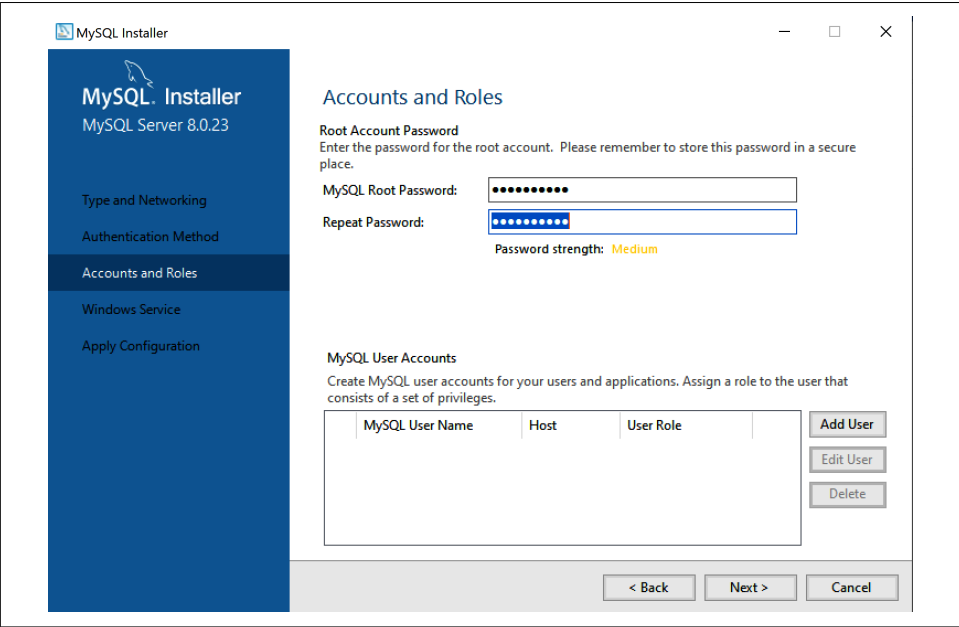 MySQL Installer
MySQL. Installer
MySQL Server 8.0.23
Type and Networking
Authentication Method
Accounts and Roles
Windows Service
Apply Configuration
Accounts and Roles
Root Account Password
Enter the password for the root account.  Please remember to store this password in a secure
place.
MySQL Root Password: ●●●●●●●●●●
Repeat Password: ●●●●●●●●●●
Password strength: Medium
MySQL User Accounts
Create MySQL user accounts for your users and applications. Assign a role to the user that
consists of a set of privileges.
MySQL User Name Host User Role
Add User
Edit User
Delete
< Back Next > Cancel